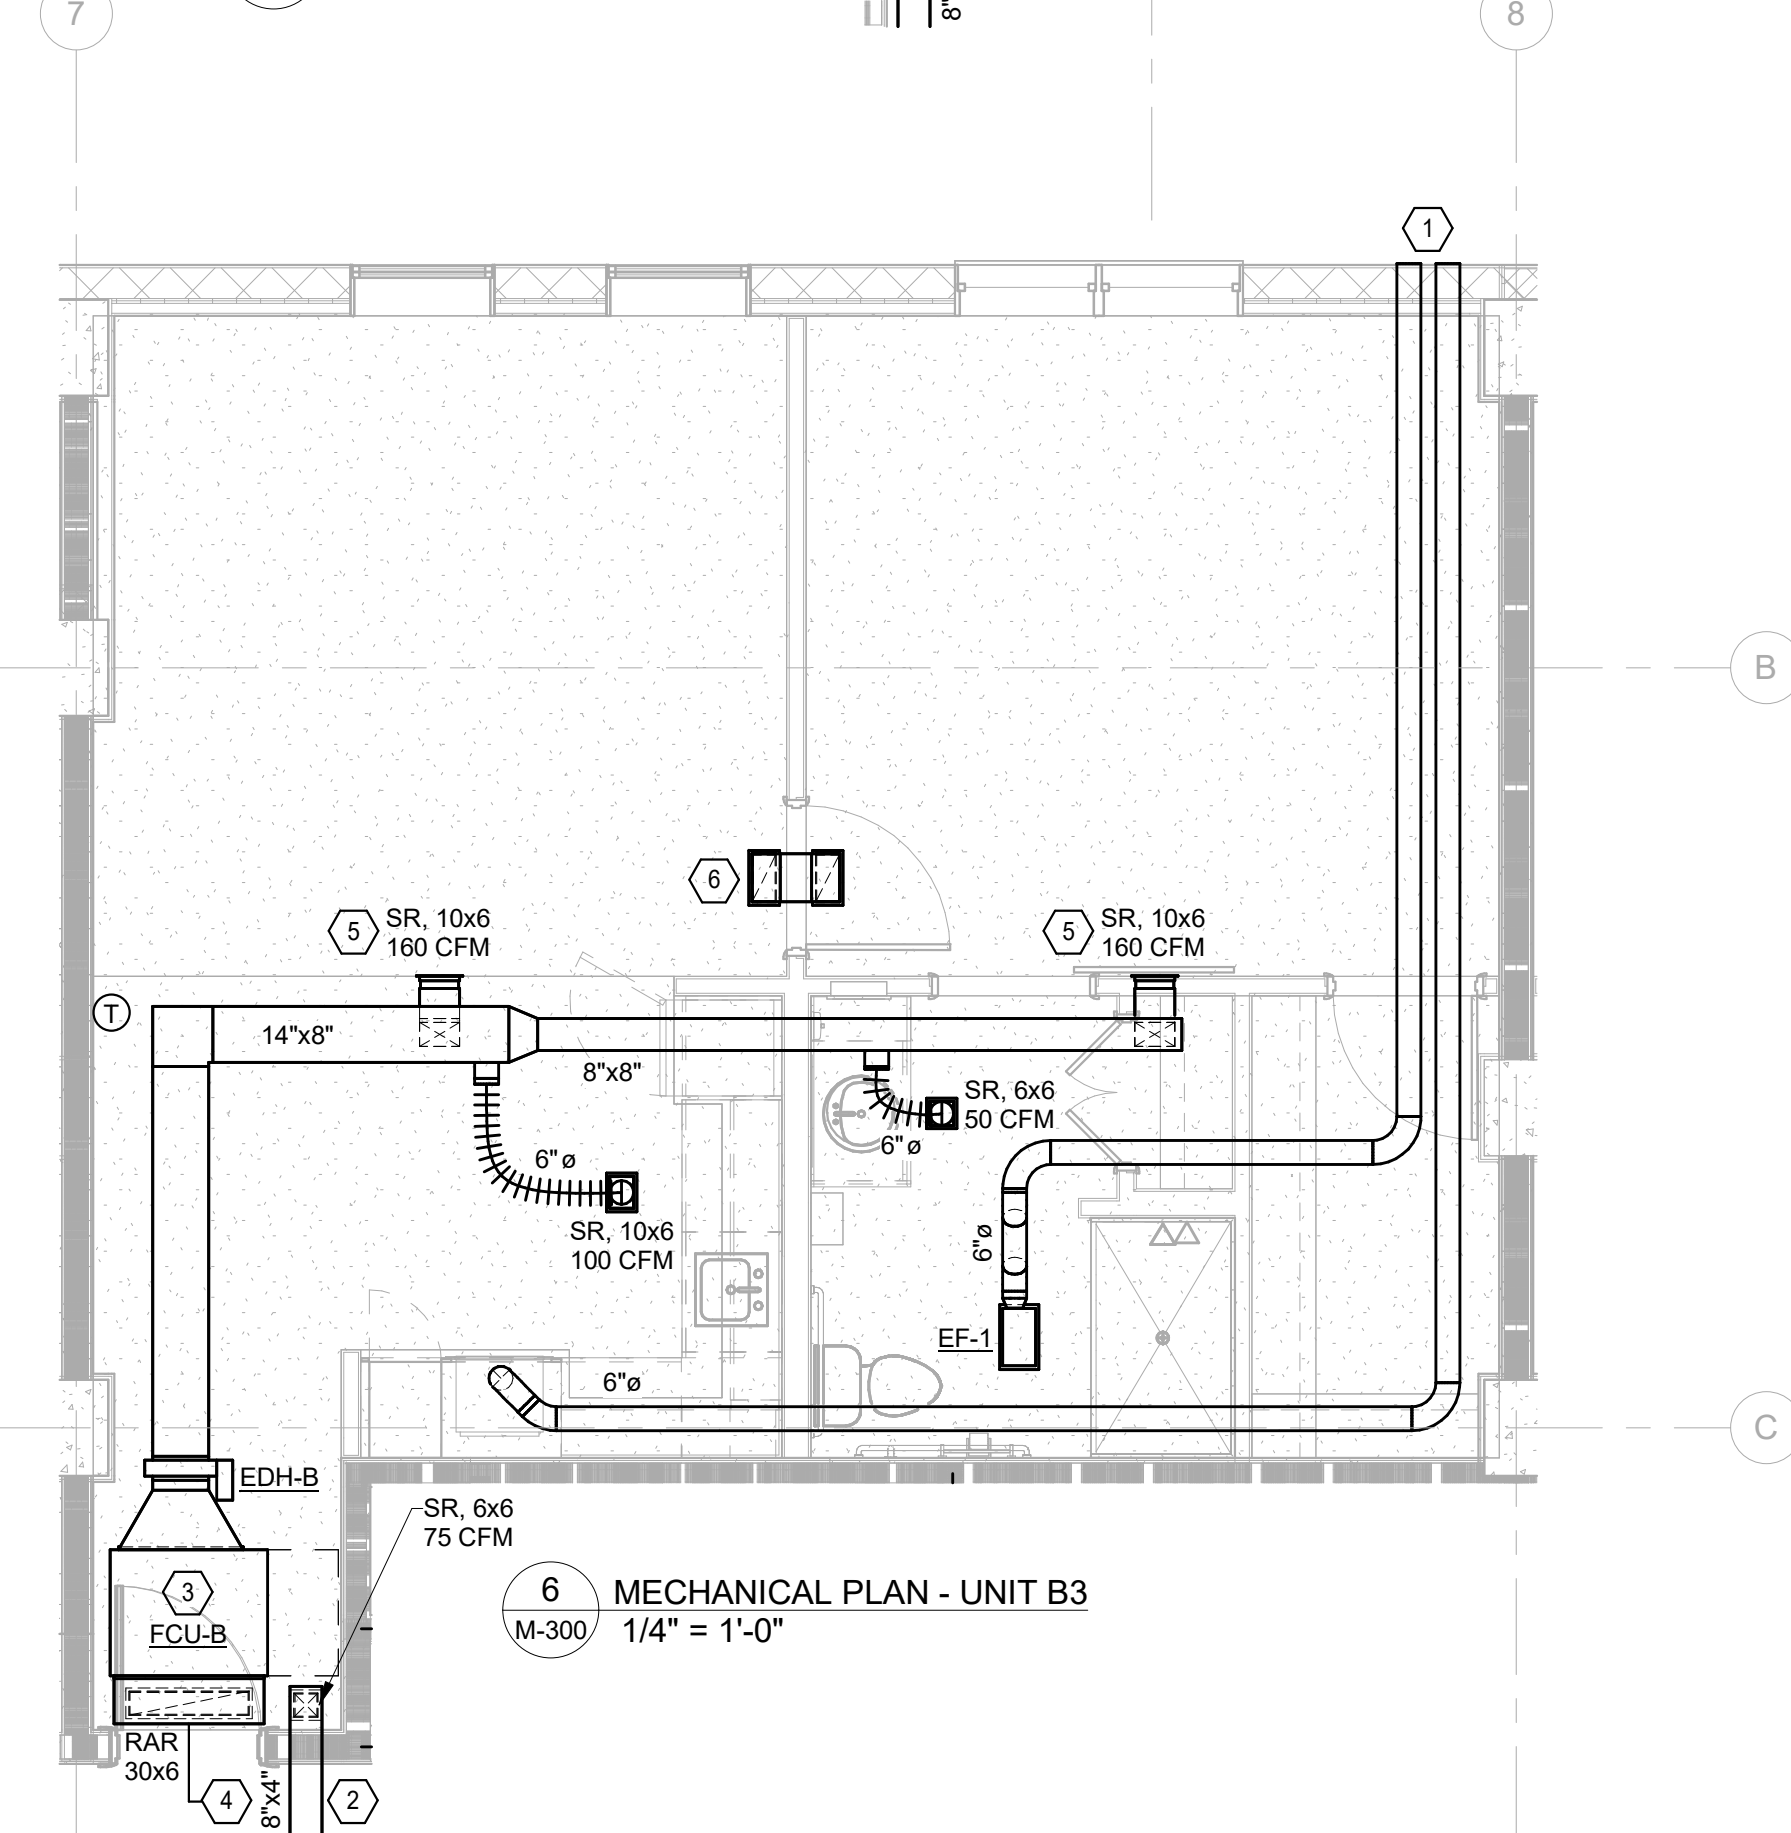 7
8"
8
1
B
6
5
SR, 10x6
160 CFM
5
SR, 10x6
160 CFM
T
14"x8"
8"x8"
SR, 6x6
50 CFM
6"ø
6"ø
SR, 10x6
100 CFM
6"ø
EF-1
6"ø
C
EDH-B
SR, 6x6
75 CFM
3
FCU-B
6
M-300
MECHANICAL PLAN - UNIT B3
1/4" = 1'-0"
RAR
30x6
4
8"x4"
2